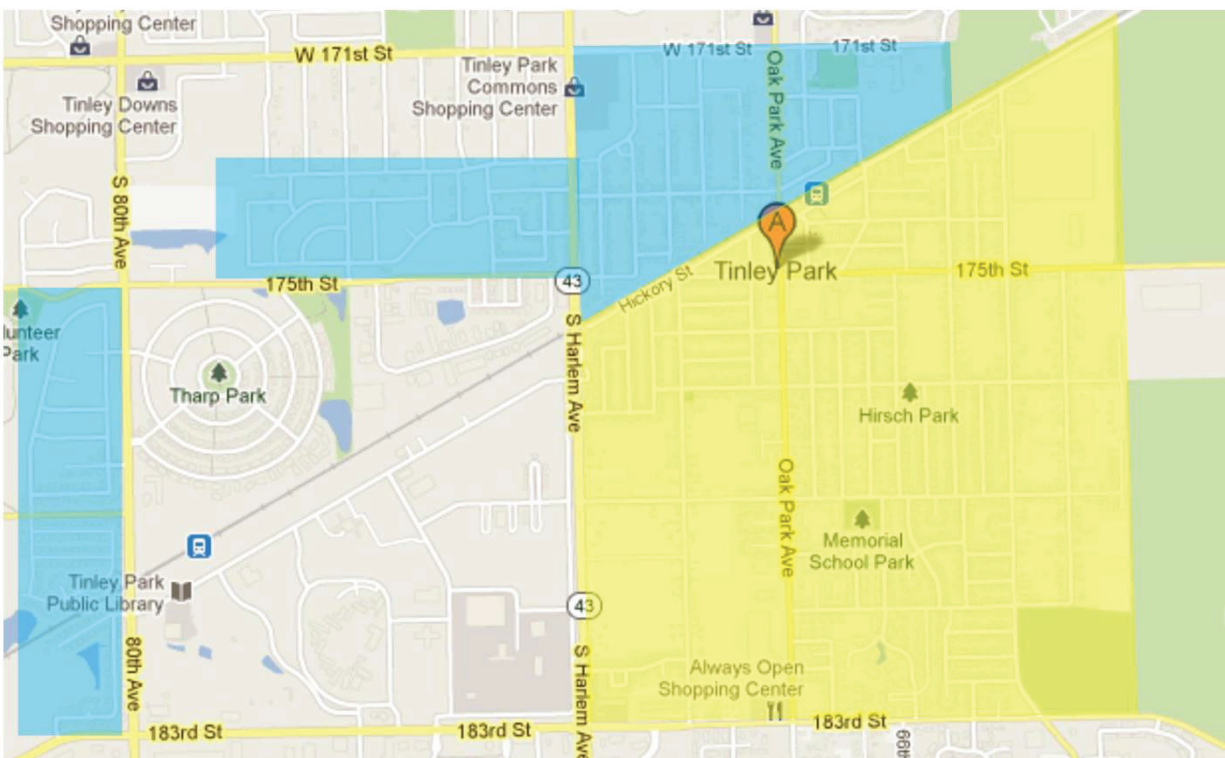 Shopping Center
W 171st St
Tinley Downs
Shopping Center
Tinley Park
Commons
Shopping Center
W 171st St
171st St
Oak Park Ave
S 80th Ave
175th St
43
Hickory St
A
Tinley Park
175th St
Park
Tharp Park
S Harlem Ave
Hirsch Park
Oak Park Ave
Memorial
School Park
Tinley Park
Public Library
43
80th Ave
S Harlem Av
Always Open
Shopping Center
183rd St
183rd St
183rd St
66th